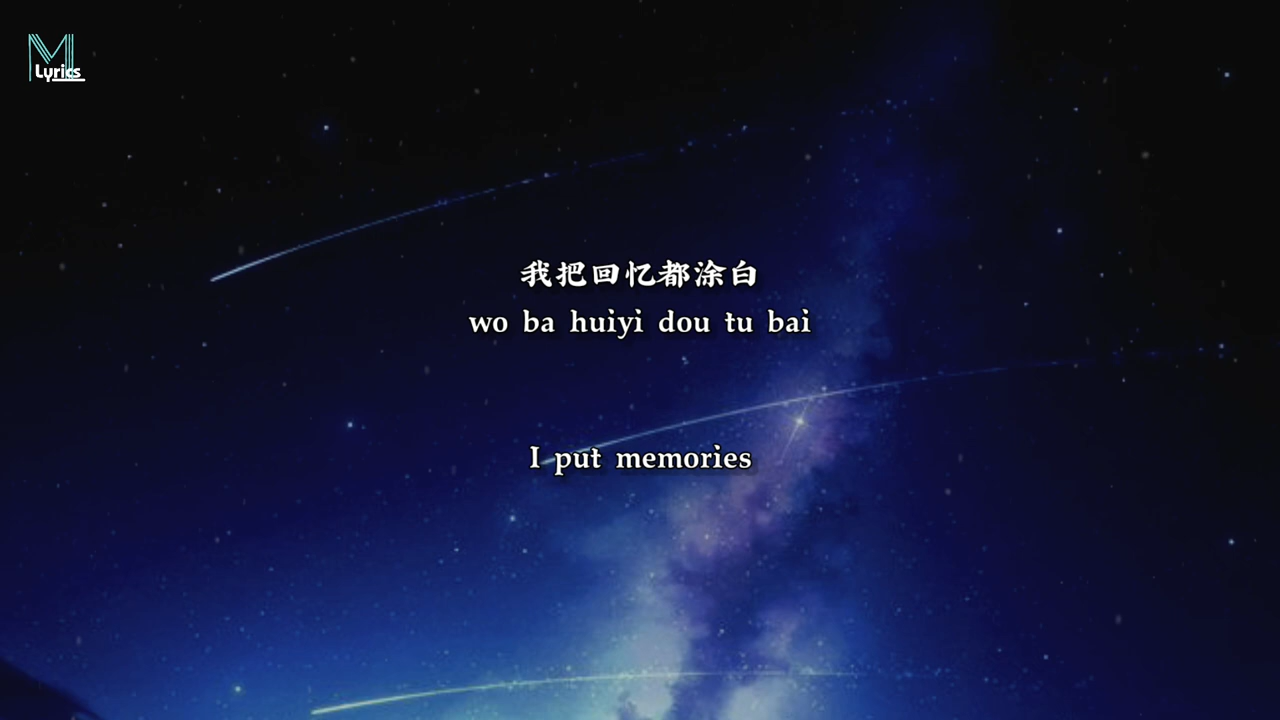 M
Lyrics
我把回忆都涂白
wo ba huiyi dou tu bai
I put memories